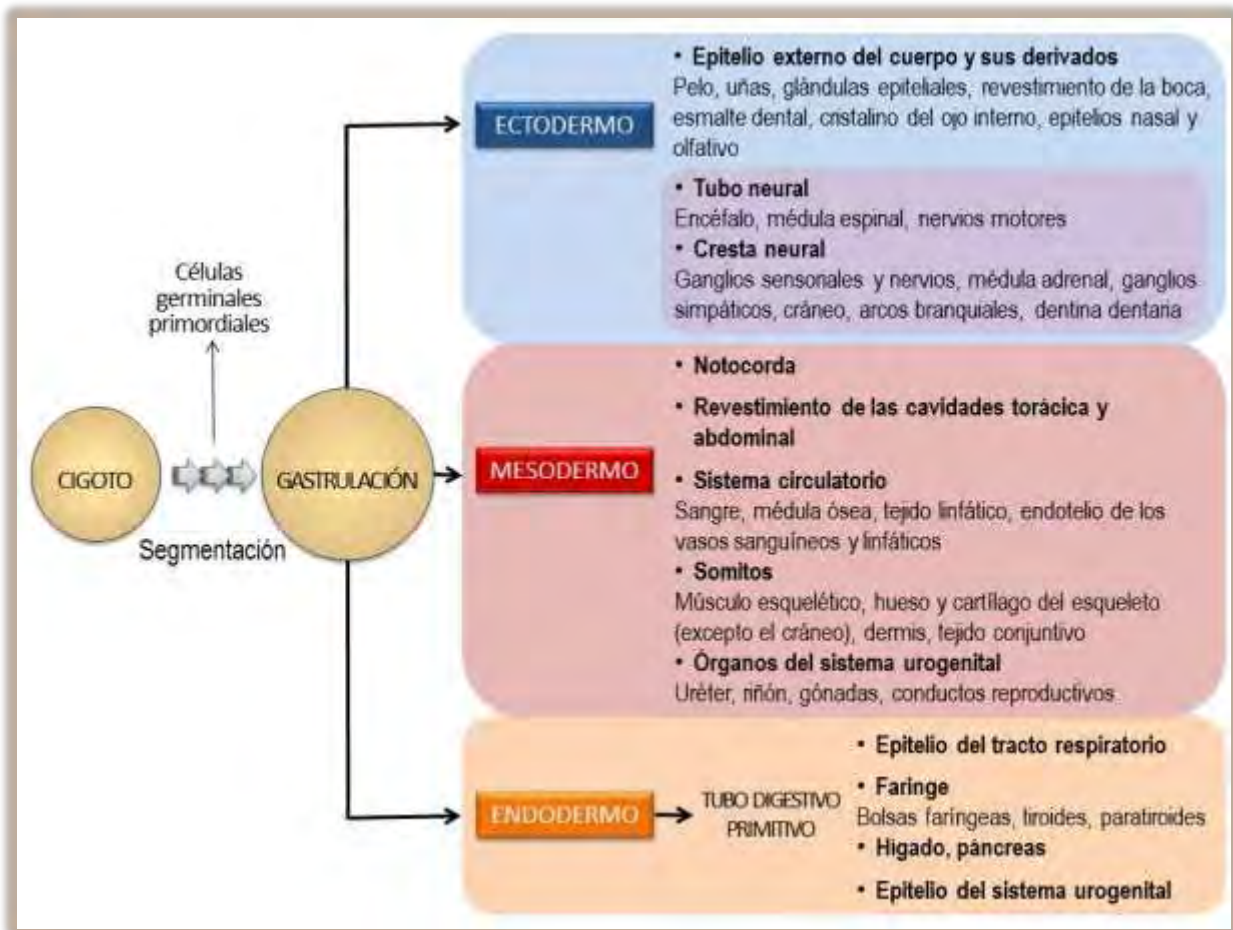 ECTODERMO
• Epitelio externo del cuerpo y sus derivados
Pelo, uñas, glándulas epiteliales, revestimiento de la boca,
esmalte dental, cristalino del ojo interno, epitelios nasal y
olfativo
• Tubo neural
Encéfalo, médula espinal, nervios motores
• Cresta neural
Ganglios sensonales y nervios, médula adrenal, ganglios
simpáticos, cráneo, arcos branquiales, dentina dentaria
Células
germinales
primordiales
CIGOTO
Segmentación
GASTRULACIÓN
MESODERMO
• Notocorda
• Revestimiento de las cavidades torácica y
abdominal
• Sistema circulatorio
Sangre, médula ósea, tejido linfático, endotelio de los
vasos sanguíneos y linfáticos
• Somitos
Músculo esquelético, hueso y cartílago del esqueleto
(excepto el cráneo), dermis, tejido conjuntivo
• Órganos del sistema urogenital
Uréter, riñón, gónadas, conductos reproductivos
ENDODERMO
TUBO DIGESTIVO
PRIMITIVO
• Epitelio del tracto respiratorio
• Faringe
Bolsas faríngeas, tiroides, paratiroides
• Hígado, páncreas
• Epitelio del sistema urogenital